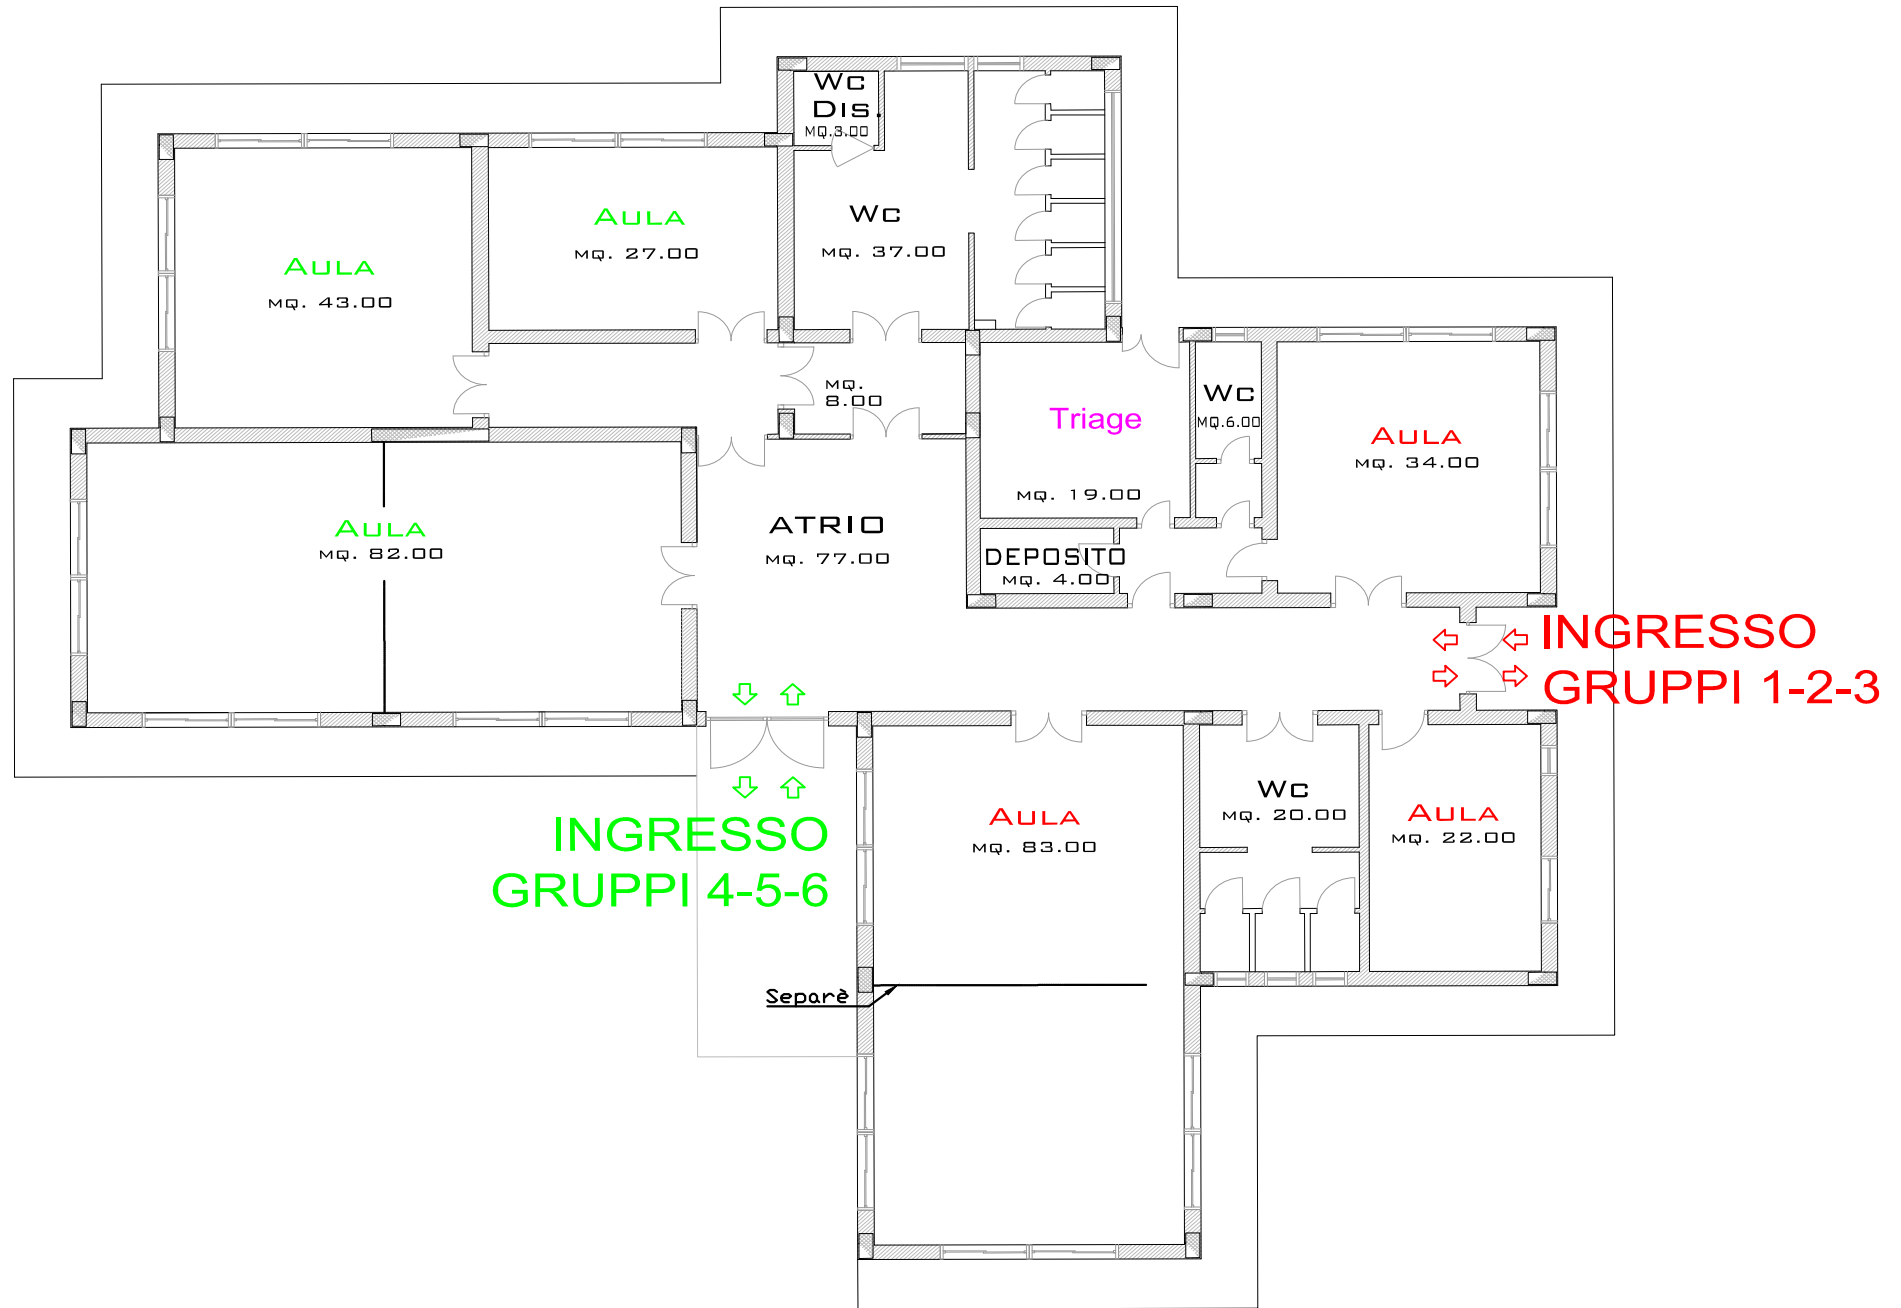 Wc
Dis.
MQ.3.00
Aula
MQ. 27.00
Wc
MQ. 37.00
Aula
MQ. 43.00
MQ.
8.00
Wc
MQ.6.00
Triage
MQ. 19.00
Aula
MQ. 34.00
Aula
MQ. 82.00
ATRIO
MQ. 77.00
DEPOSITO
MQ. 4.00
INGRESSO
GRUPPI 1-2-3
INGRESSO
GRUPPI 4-5-6
Aula
MQ. 83.00
Wc
MQ. 20.00
Aula
MQ. 22.00
Separè